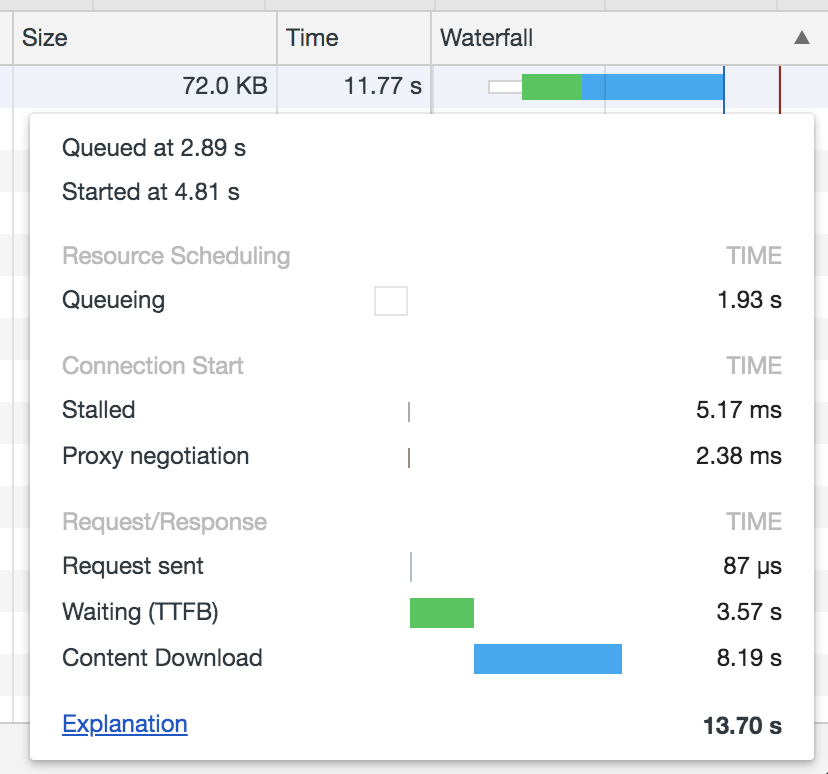 Size Time Waterfall ▲
72.0 KB 11.77 s
Queued at 2.89 s
Started at 4.81 s
Resource Scheduling TIME
Queueing 1.93 s
Connection Start TIME
Stalled 5.17 ms
Proxy negotiation 2.38 ms
Request/Response TIME
Request sent 87 µs
Waiting (TTFB) 3.57 s
Content Download 8.19 s
Explanation 13.70 s